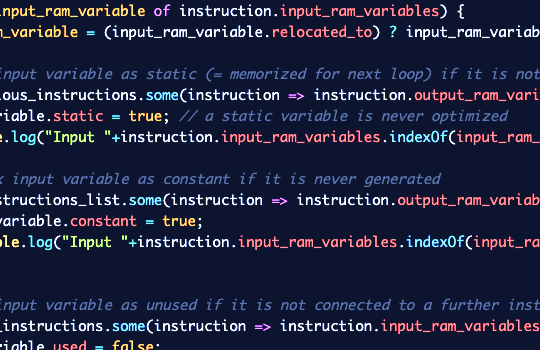 input_ram_variable of instruction.input_ram_variables) {
_variable = (input_ram_variable.relocated_to) ? input_ram_variab
input variable as static (= memorized for next loop) if it is not
ious_instructions.some(instruction => instruction.output_ram_vari
riable.static = true; // a static variable is never optimized
e.log("Input "+instruction.input_ram_variables.indexOf(input_ram_
input variable as constant if it is never generated
structions_list.some(instruction => instruction.output_ram_variab
variable.constant = true;
ole.log("Input "+instruction.input_ram_variables.indexOf(input_ra
input variable as unused if it is not connected to a further inst
_instructions.some(instruction => instruction.input_ram_variables
riable.used = false;